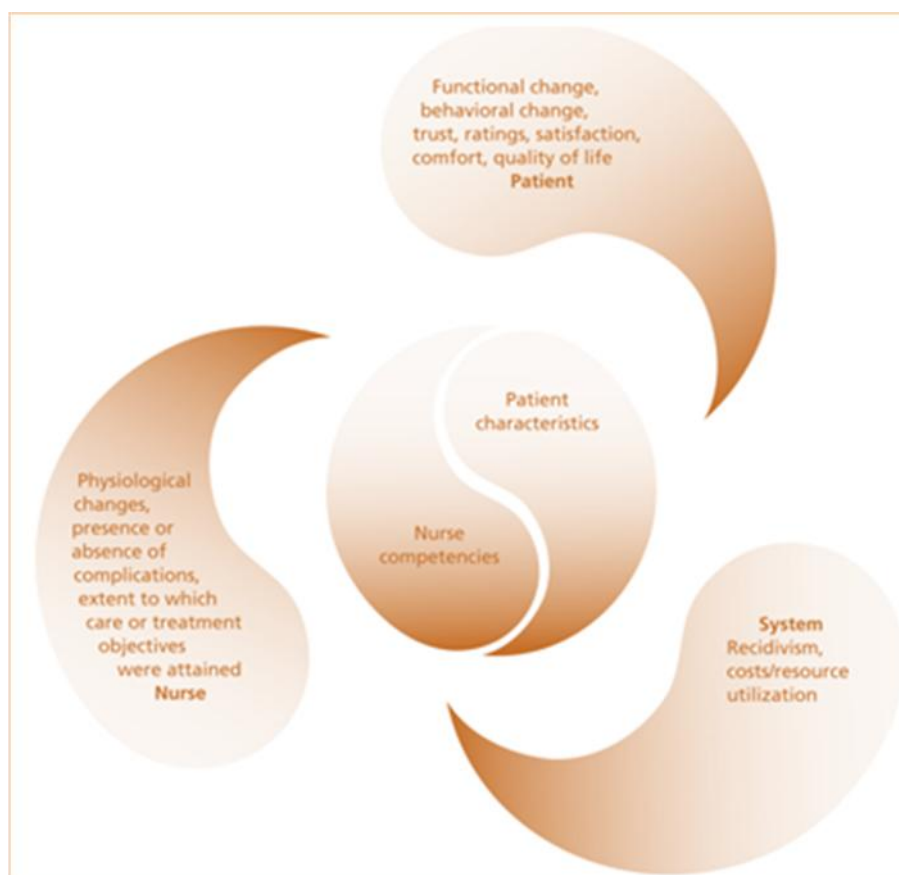 Functional change,
behavioral change,
trust, ratings, satisfaction,
comfort, quality of life
Patient
Patient
characteristics
Nurse
competencies
Physiological
changes,
presence or
absence of
complications,
extent to which
care or treatment
objectives
were attained
Nurse
System
Recidivism,
costs/resource
utilization